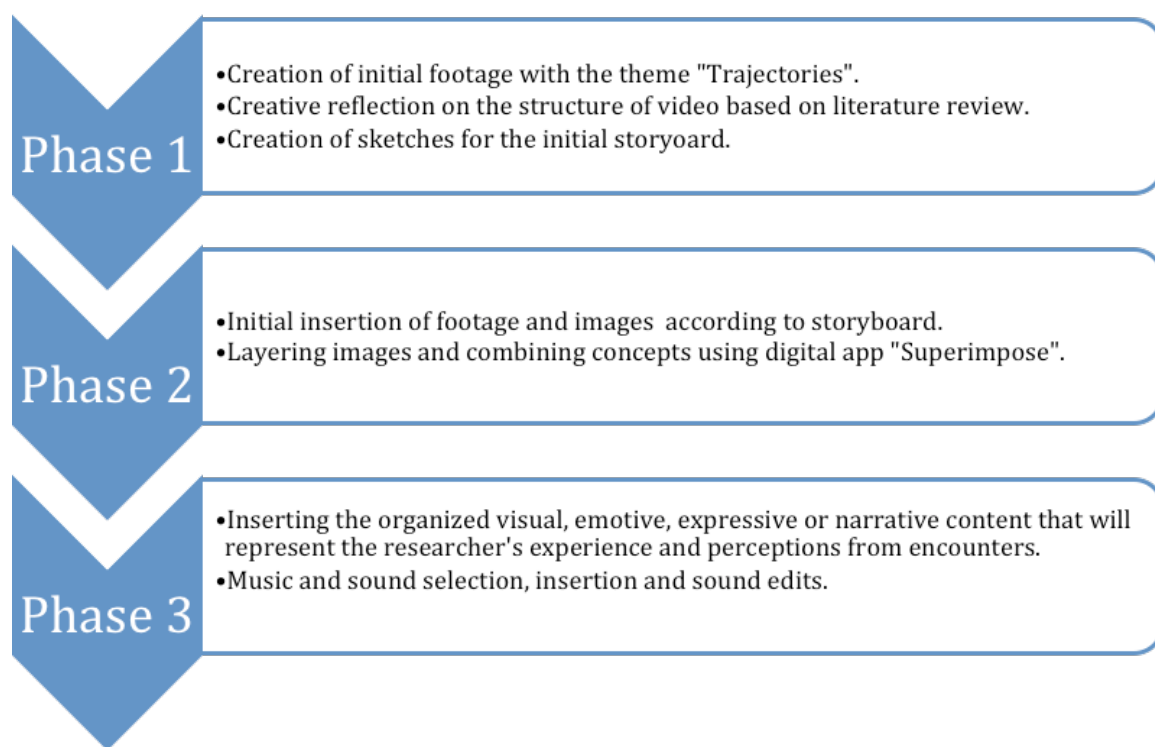 Phase 1
•Creation of initial footage with the theme "Trajectories".
•Creative reflection on the structure of video based on literature review.
•Creation of sketches for the initial storyoard.
Phase 2
•Initial insertion of footage and images according to storyboard.
•Layering images and combining concepts using digital app "Superimpose".
Phase 3
•Inserting the organized visual, emotive, expressive or narrative content that will
represent the researcher's experience and perceptions from encounters.
•Music and sound selection, insertion and sound edits.